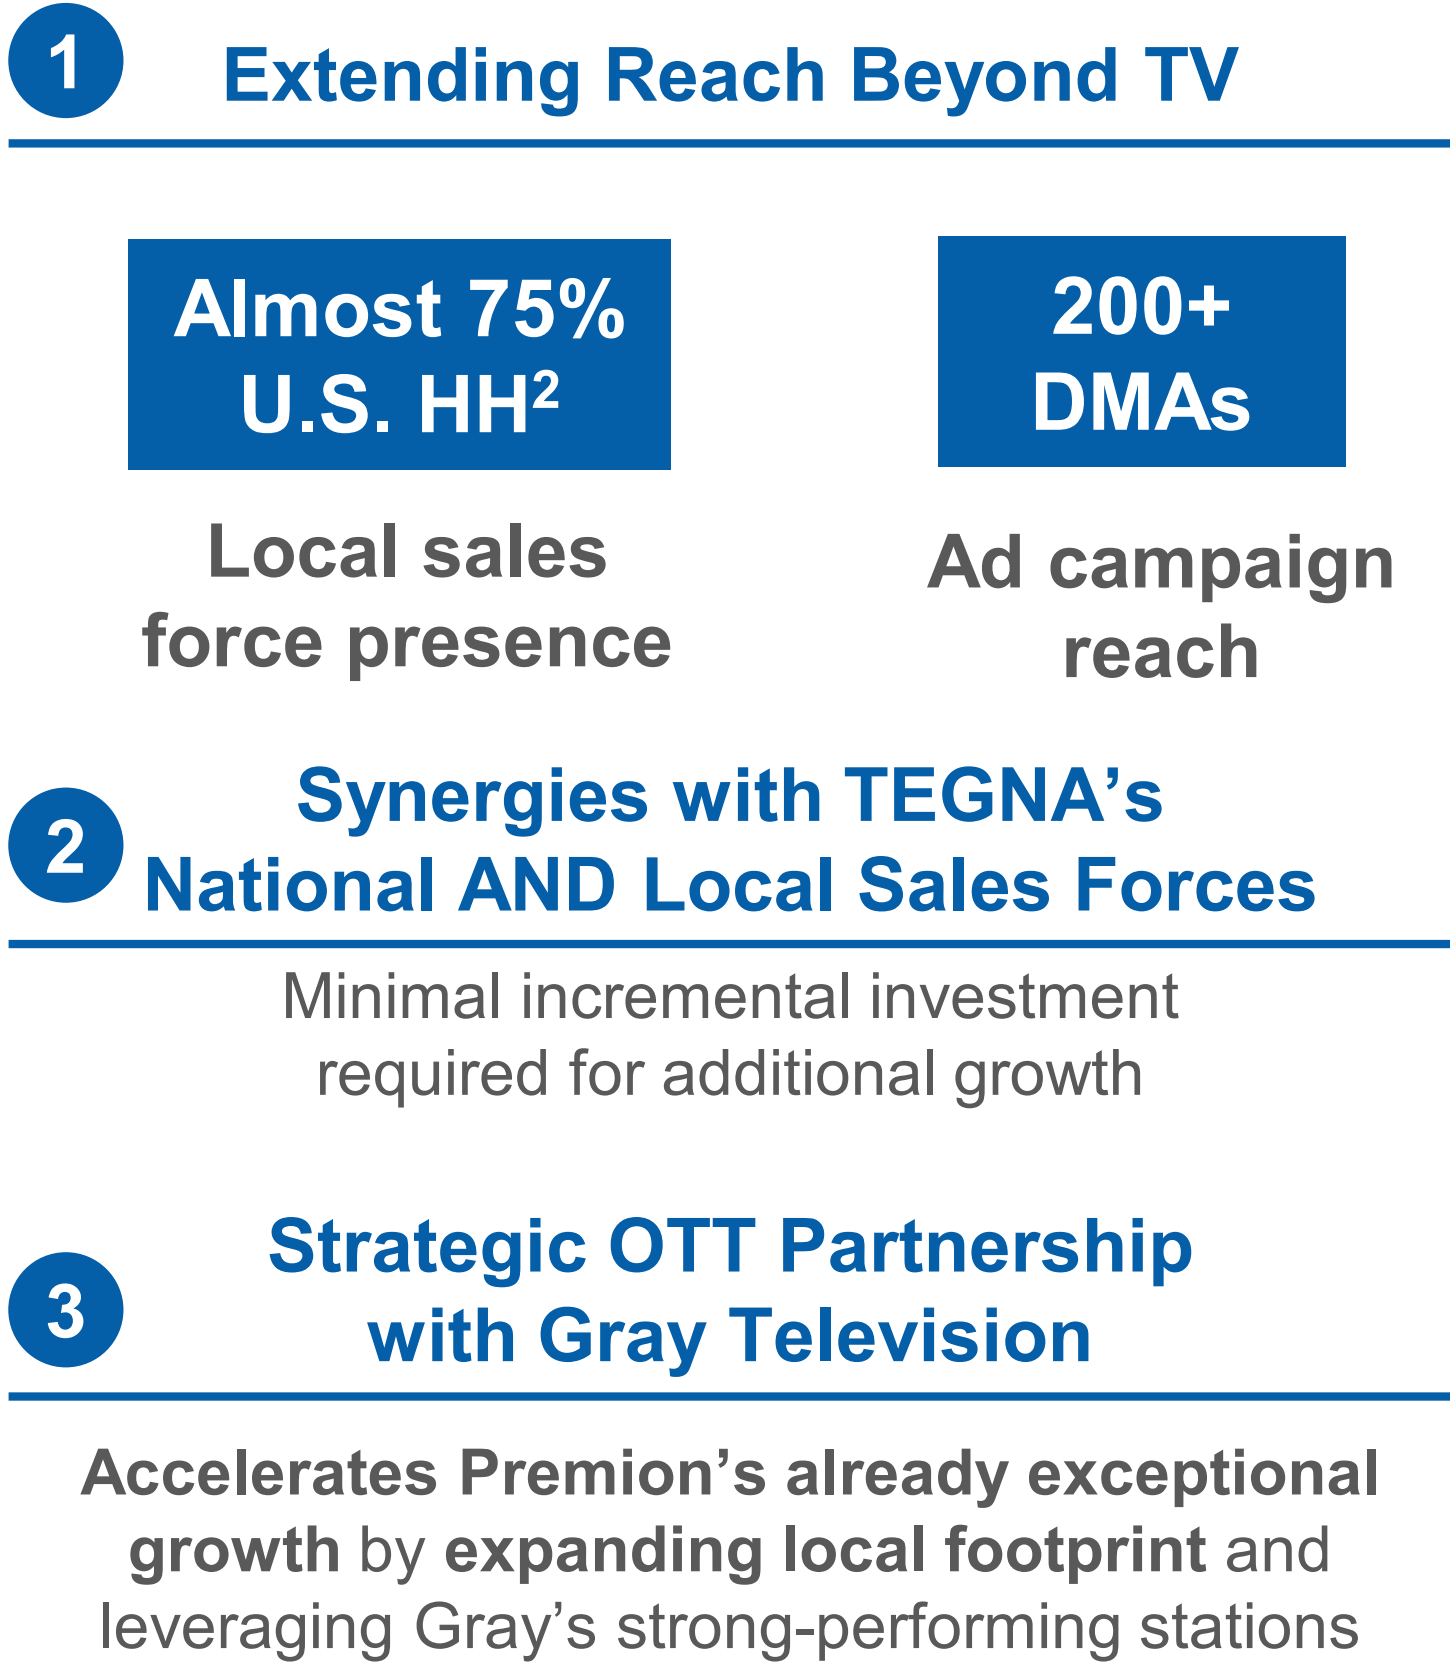 1
Extending Reach Beyond TV
Almost 75%
U.S. HH²
200+
DMAs
Local sales
force presence
Ad campaign
reach
2
Synergies with TEGNA’s
National AND Local Sales Forces
Minimal incremental investment
required for additional growth
3
Strategic OTT Partnership
with Gray Television
Accelerates Premion’s already exceptional
growth by expanding local footprint and
leveraging Gray’s strong-performing stations